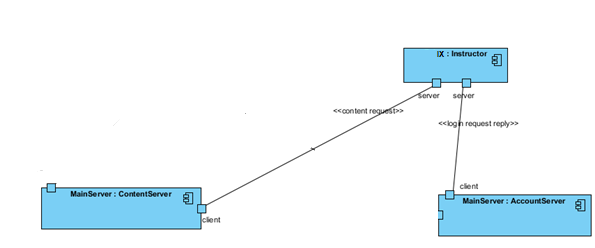 IX : Instructor
server
server
<<content request>>
<<login request reply>>
client
MainServer : ContentServer
MainServer : AccountServer
client